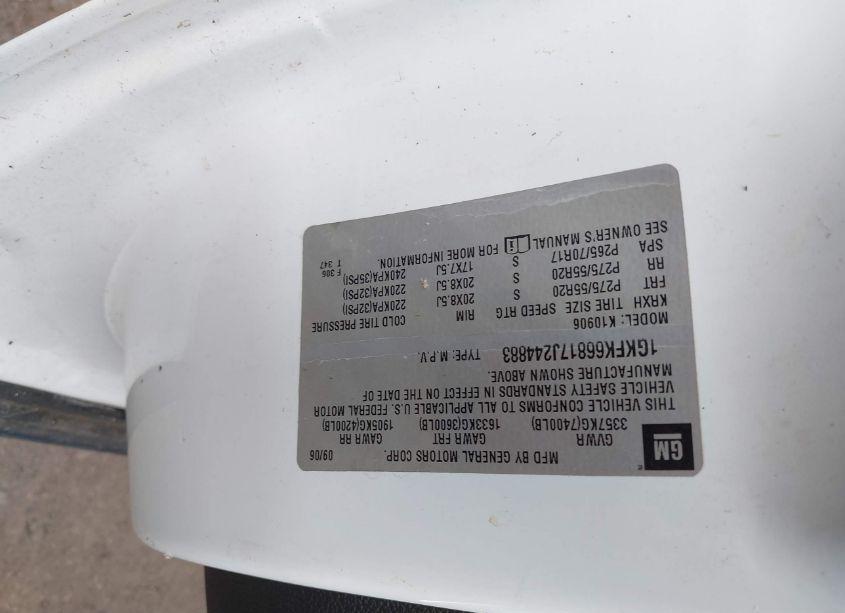 GM
MFD BY GENERAL MOTORS CORP. 09/06
GVWR GAWR FRT GAWR RR
3357KG(7400LB) 1633KG(3600LB) 1905KG(4200LB)
THIS VEHICLE CONFORMS TO ALL APPLICABLE U.S. FEDERAL MOTOR
VEHICLE SAFETY STANDARDS IN EFFECT ON THE DATE OF
MANUFACTURE SHOWN ABOVE.
1GKFK66817J244883 TYPE: M.P.V.
MODEL: K10906
KRXH TIRE SIZE SPEED RTG RIM COLD TIRE PRESSURE
FRT P275/55R20 S 20X8.5J 220KPA(32PSI)
RR P275/55R20 S 20X8.5J 220KPA(32PSI)
SPA P265/70R17 S 17X7.5J 240KPA(35PSI)
SEE OWNER'S MANUAL i FOR MORE INFORMATION.
F 306
T 347